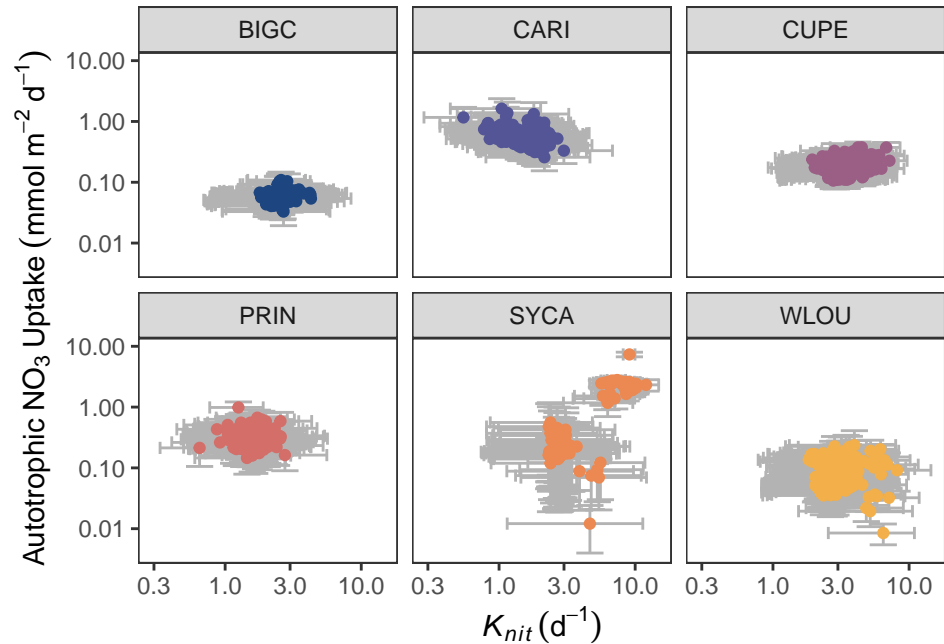 BIGC CARI CUPE
10.00
1.00
0.10
0.01
PRIN SYCA WLOU
10.00
1.00
0.10
0.01
0.3 1.0 3.0 10.0 0.3 1.0 3.0 10.0 0.3 1.0 3.0 10.0
Autotrophic NO₃ Uptake (mmol m⁻² d⁻¹)
Kₙᵢₜ (d⁻¹)